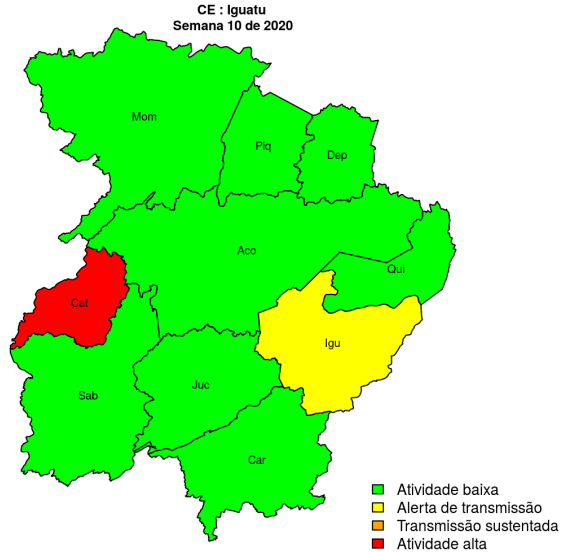 CE : Iguatu
Semana 10 de 2020
Mom
Piq
Dep
Aco
Qui
Cat
Igu
Sab
Juc
Car
Atividade baixa
Alerta de transmissão
Transmissão sustentada
Atividade alta